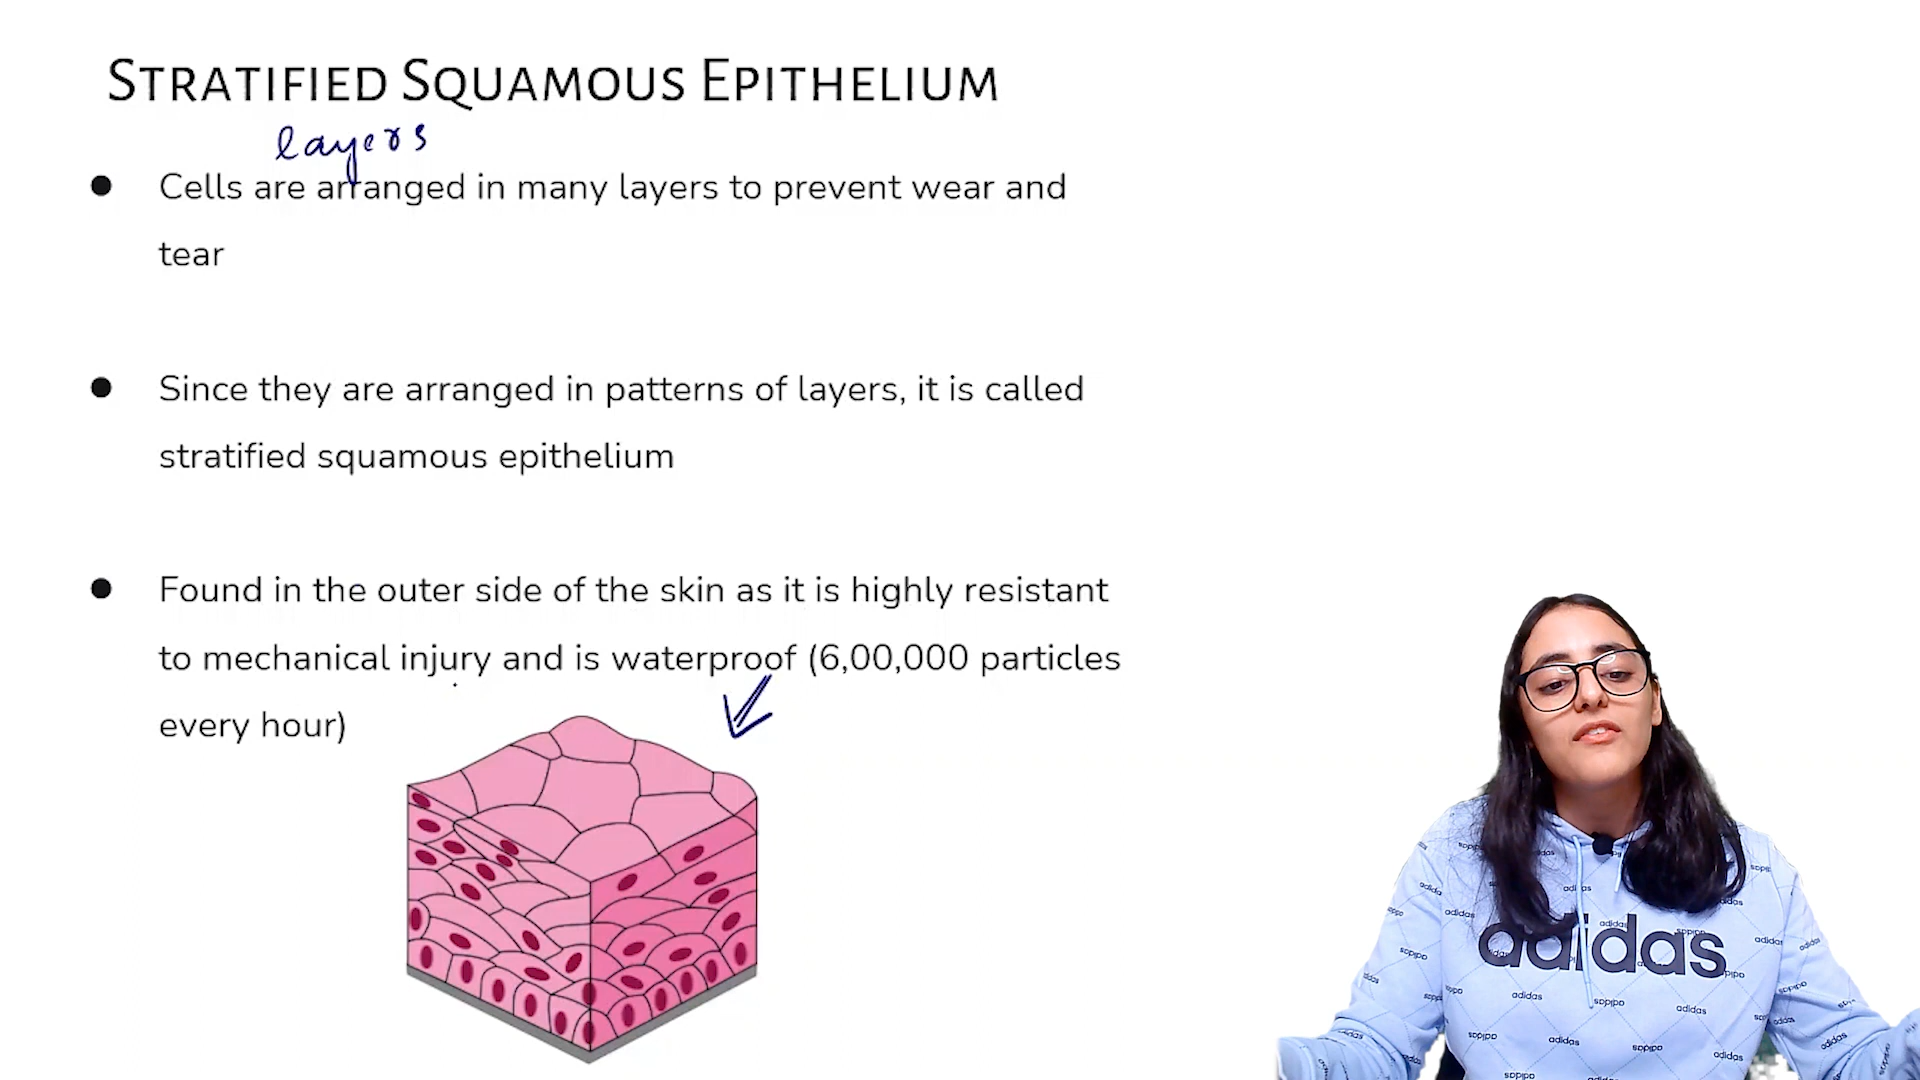 STRATIFIED SQUAMOUS EPITHELIUM
layers
● Cells are arranged in many layers to prevent wear and
tear
● Since they are arranged in patterns of layers, it is called
stratified squamous epithelium
● Found in the outer side of the skin as it is highly resistant
to mechanical injury and is waterproof (6,00,000 particles
every hour)
adidas